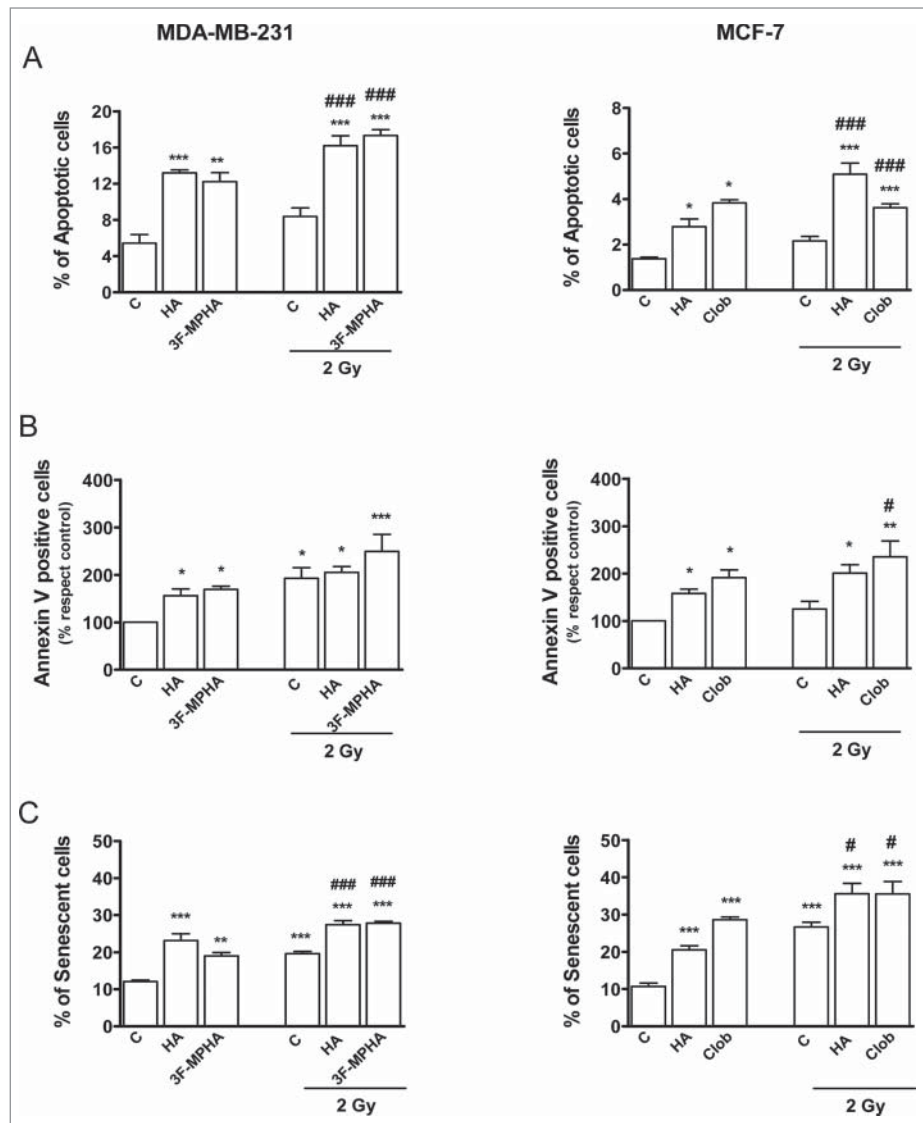 MDA-MB-231
MCF-7
A
% of Apoptotic cells
20
16
12
8
4
***
**
###
***
###
***
C
HA
3F-MPHA
C
HA
3F-MPHA
2 Gy
% of Apoptotic cells
8
6
4
2
0
*
*
###
***
###
***
C
HA
Clob
C
HA
Clob
2 Gy
B
Annexin V positive cells
(% respect control)
400
300
200
100
0
*
*
*
*
***
C
HA
3F-MPHA
C
HA
3F-MPHA
2 Gy
Annexin V positive cells
(% respect control)
400
300
200
100
0
*
*
*
#
**
C
HA
Clob
C
HA
Clob
2 Gy
C
% of Senescent cells
50
40
30
20
10
0
***
**
***
###
***
###
***
C
HA
3F-MPHA
C
HA
3F-MPHA
2 Gy
% of Senescent cells
50
40
30
20
10
0
***
***
***
#
***
#
***
C
HA
Clob
C
HA
Clob
2 Gy